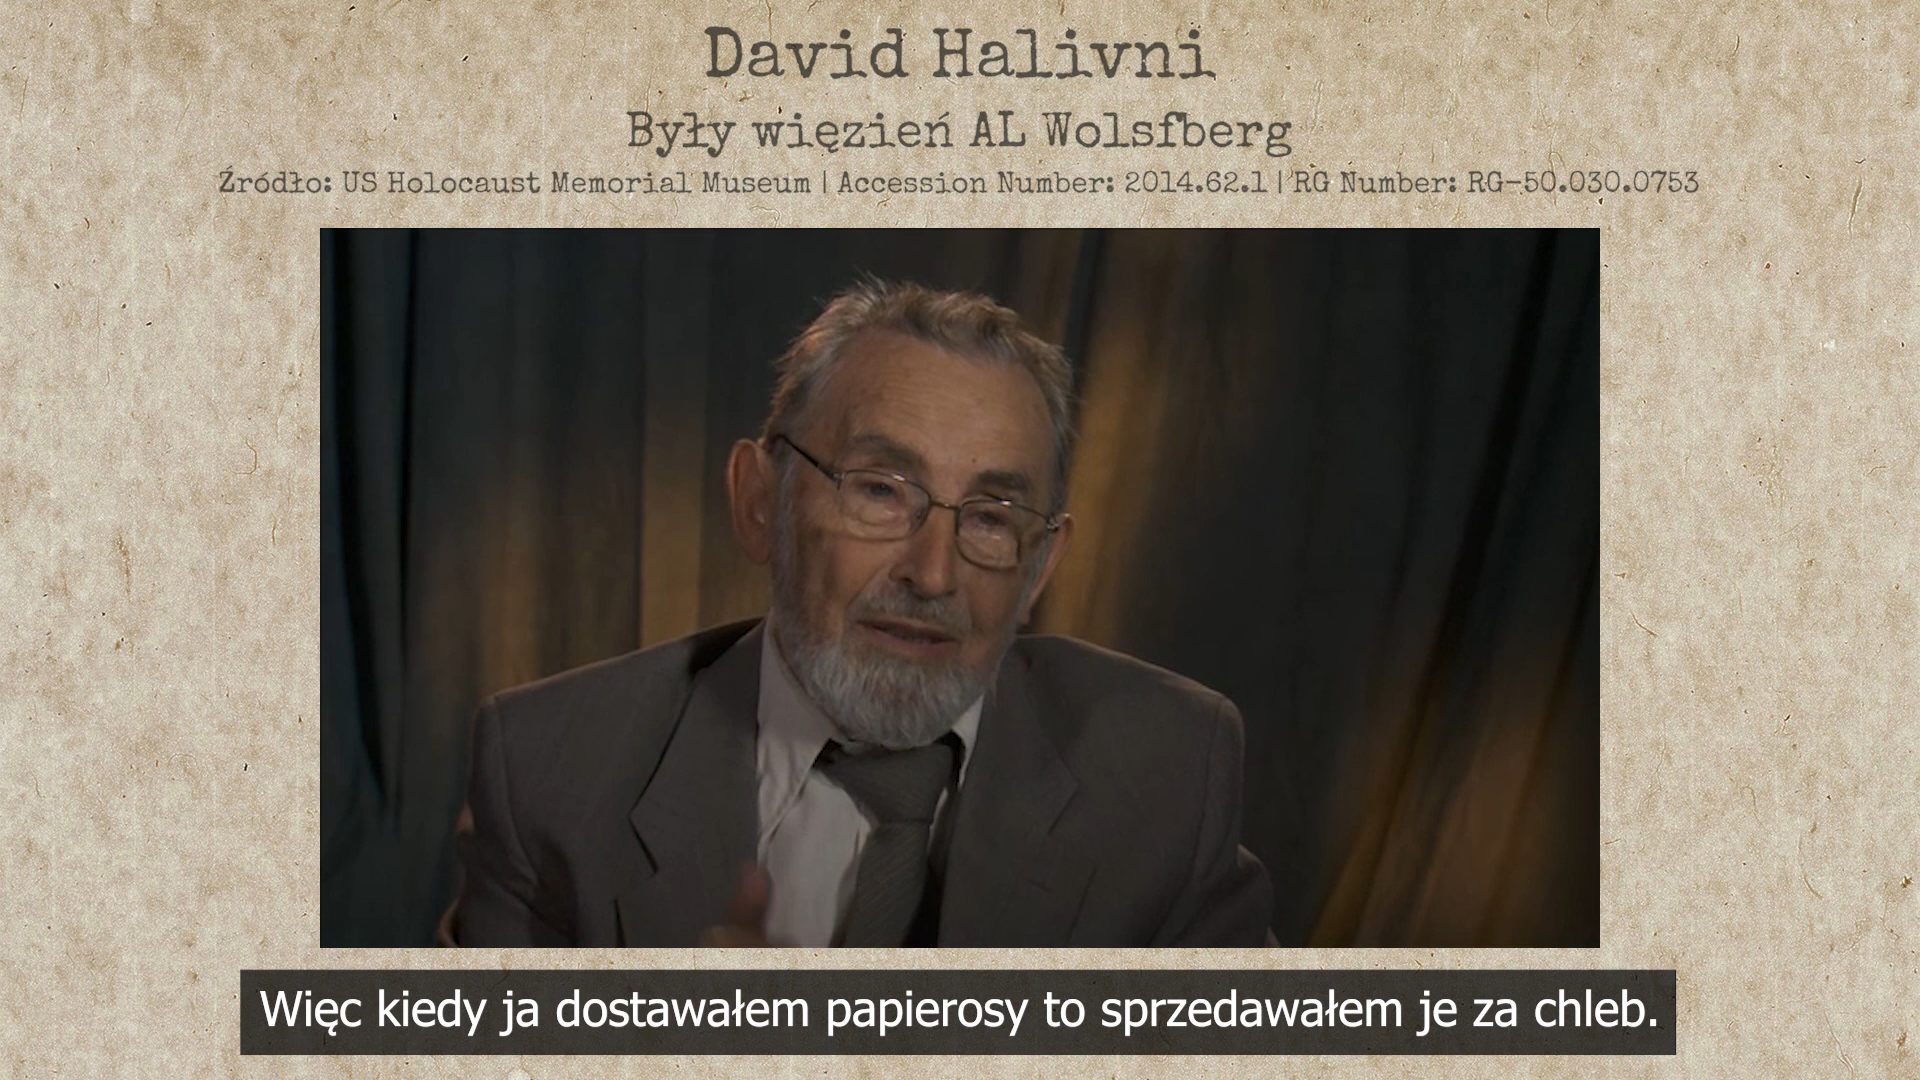 David Halivni
Były więzień AL Wolsfberg
Źródło: US Holocaust Memorial Museum | Accession Number: 2014.62.1 | RG Number: RG-50.030.0753
Więc kiedy ja dostawałem papierosy to sprzedawałem je za chleb.